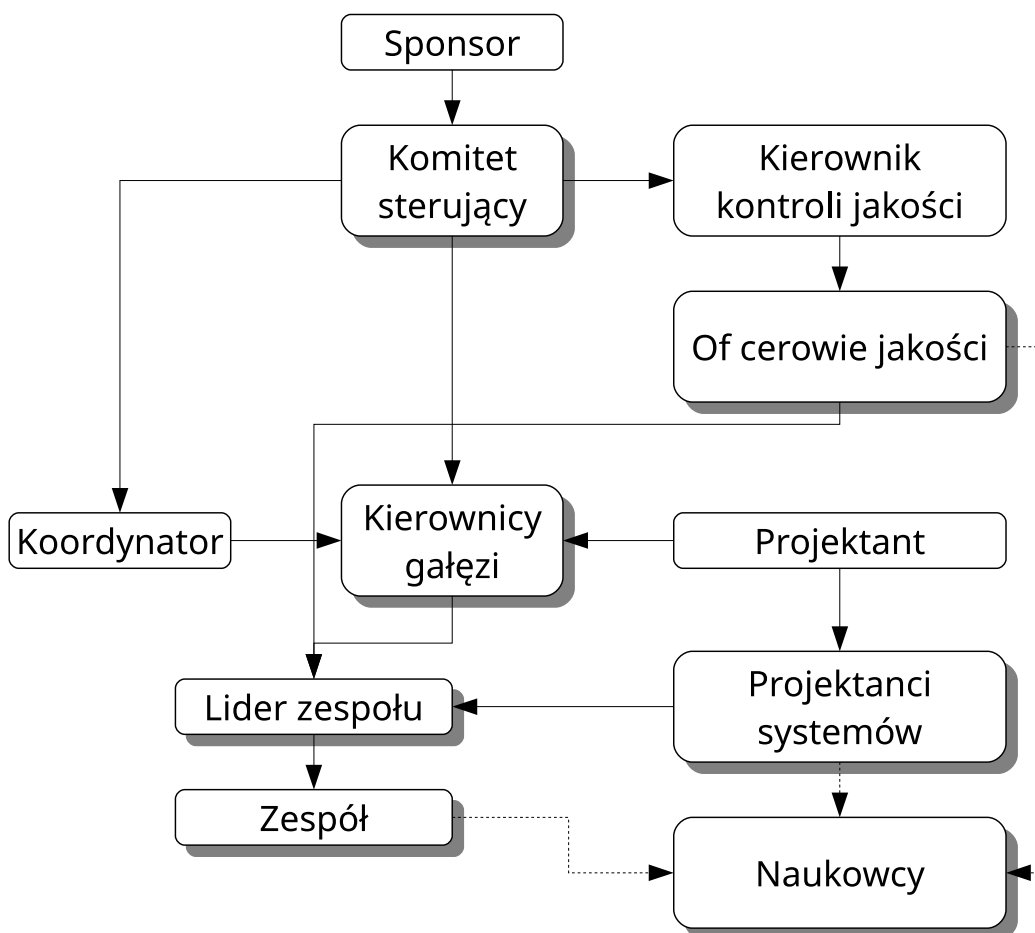 Sponsor
Komitet
sterujący
Kierownik
kontroli jakości
Of cerowie jakości
Kierownicy
gałęzi
Koordynator
Projektant
Projektanci
systemów
Lider zespołu
Zespół
Naukowcy